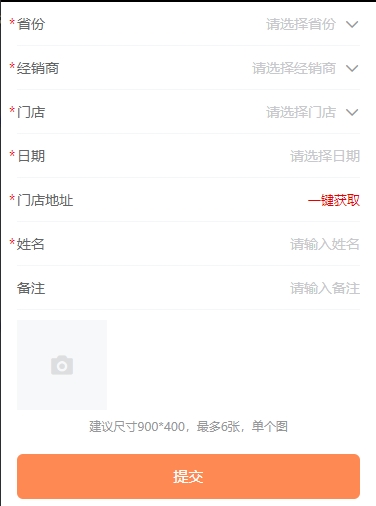 *省份 请选择省份
*经销商 请选择经销商
*门店 请选择门店
*日期 请选择日期
*门店地址 一键获取
*姓名 请输入姓名
备注 请输入备注
建议尺寸900*400，最多6张，单个图
提交